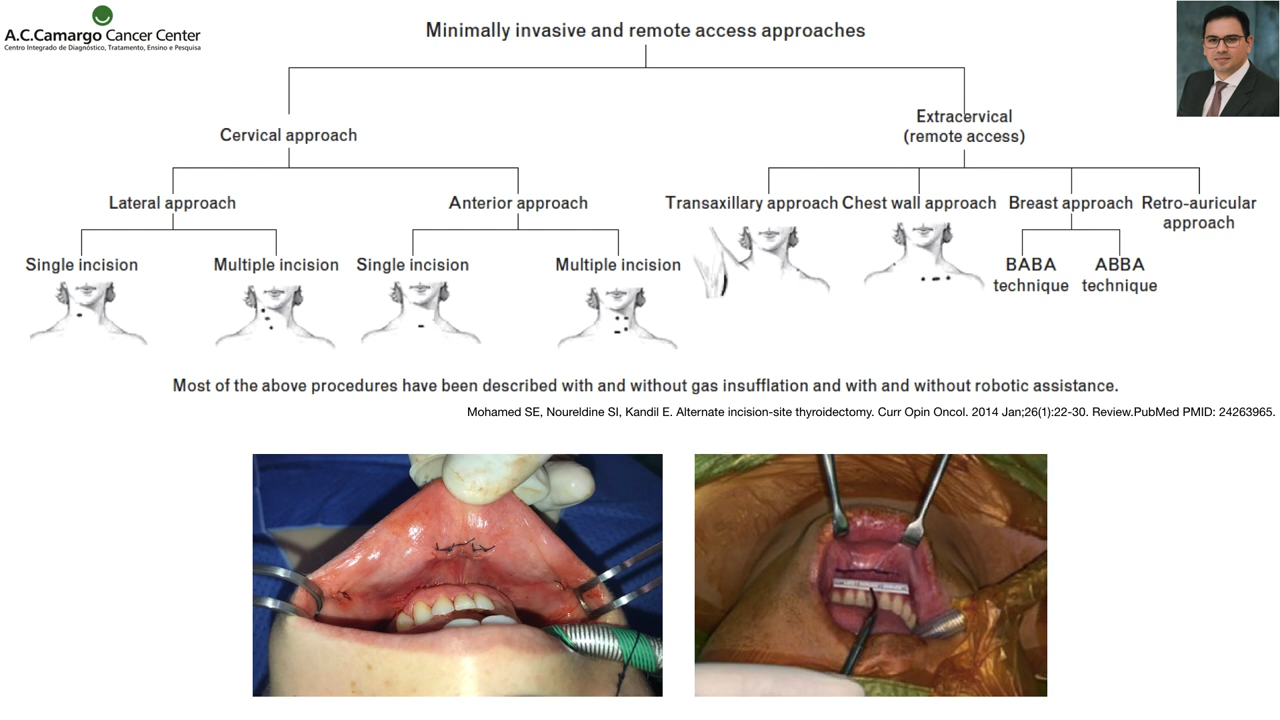 A.C.Camargo Cancer Center
Centro Integrado de Diagnóstico, Tratamento, Ensino e Pesquisa
Minimally invasive and remote access approaches
Cervical approach
Extracervical
(remote access)
Lateral approach
Anterior approach
Transaxillary approach
Chest wall approach
Breast approach
Retro-auricular
approach
Single incision
Multiple incision
Single incision
Multiple incision
BABA
technique
ABBA
technique
Most of the above procedures have been described with and without gas insufflation and with and without robotic assistance.
Mohamed SE, Noureldine SI, Kandil E. Alternate incision-site thyroidectomy. Curr Opin Oncol. 2014 Jan;26(1):22-30. Review.PubMed PMID: 24263965.